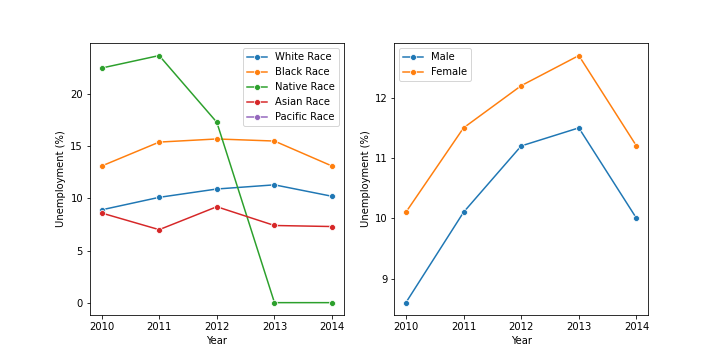 White Race
Black Race
Native Race
Asian Race
Pacific Race
20
15
10
5
0
Unemployment (%)
2010 2011 2012 2013 2014
Year
Male
Female
12
11
10
9
Unemployment (%)
2010 2011 2012 2013 2014
Year